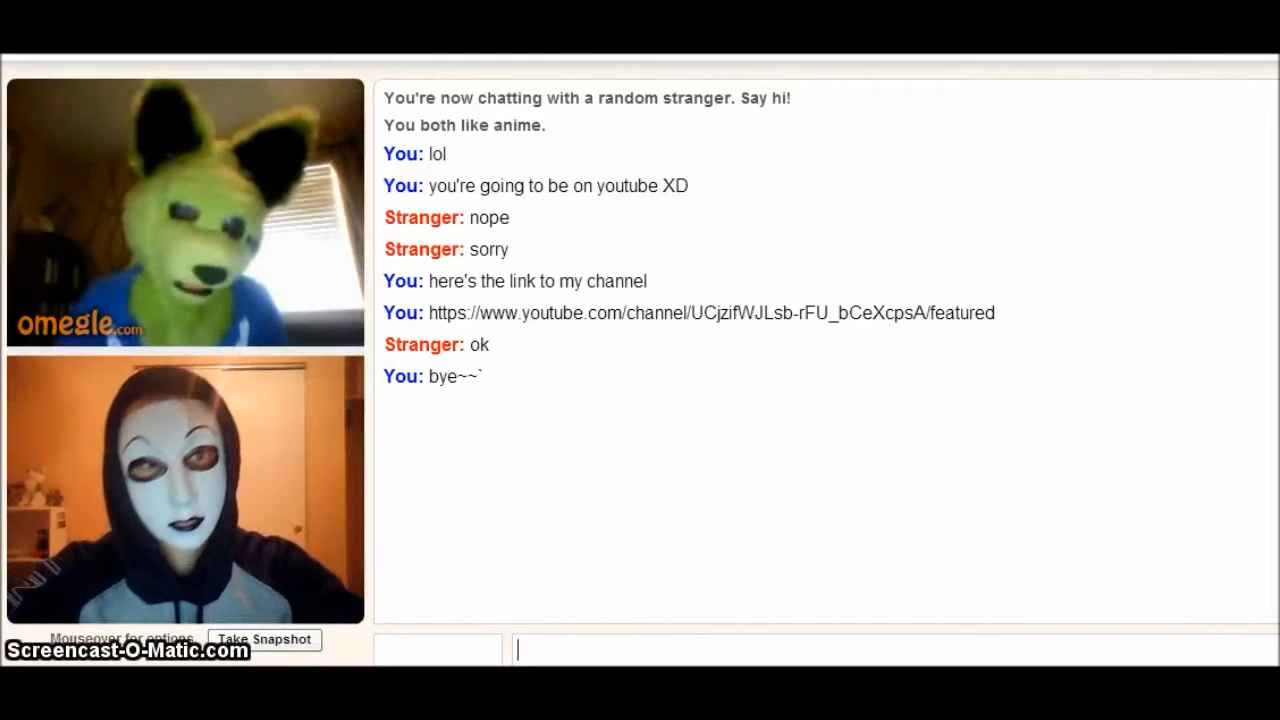 You're now chatting with a random stranger. Say hi!
You both like anime.
You: lol
You: you're going to be on youtube XD
Stranger: nope
Stranger: sorry
You: here's the link to my channel
You: https://www.youtube.com/channel/UCjzifWJLsb-rFU_bCeXcpsA/featured
Stranger: ok
You: bye~~`
omegle.com
Mouseover for options. Take Snapshot
Screencast-O-Matic.com